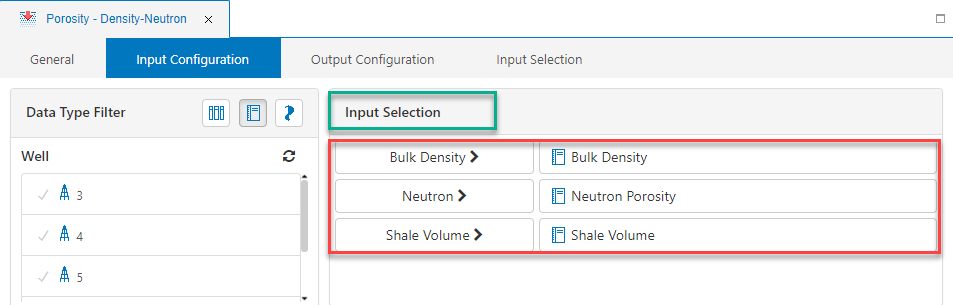 Porosity - Density-Neutron ×
General Input Configuration Output Configuration Input Selection
Data Type Filter
Well
3
4
5
Input Selection
Bulk Density Bulk Density
Neutron Neutron Porosity
Shale Volume Shale Volume